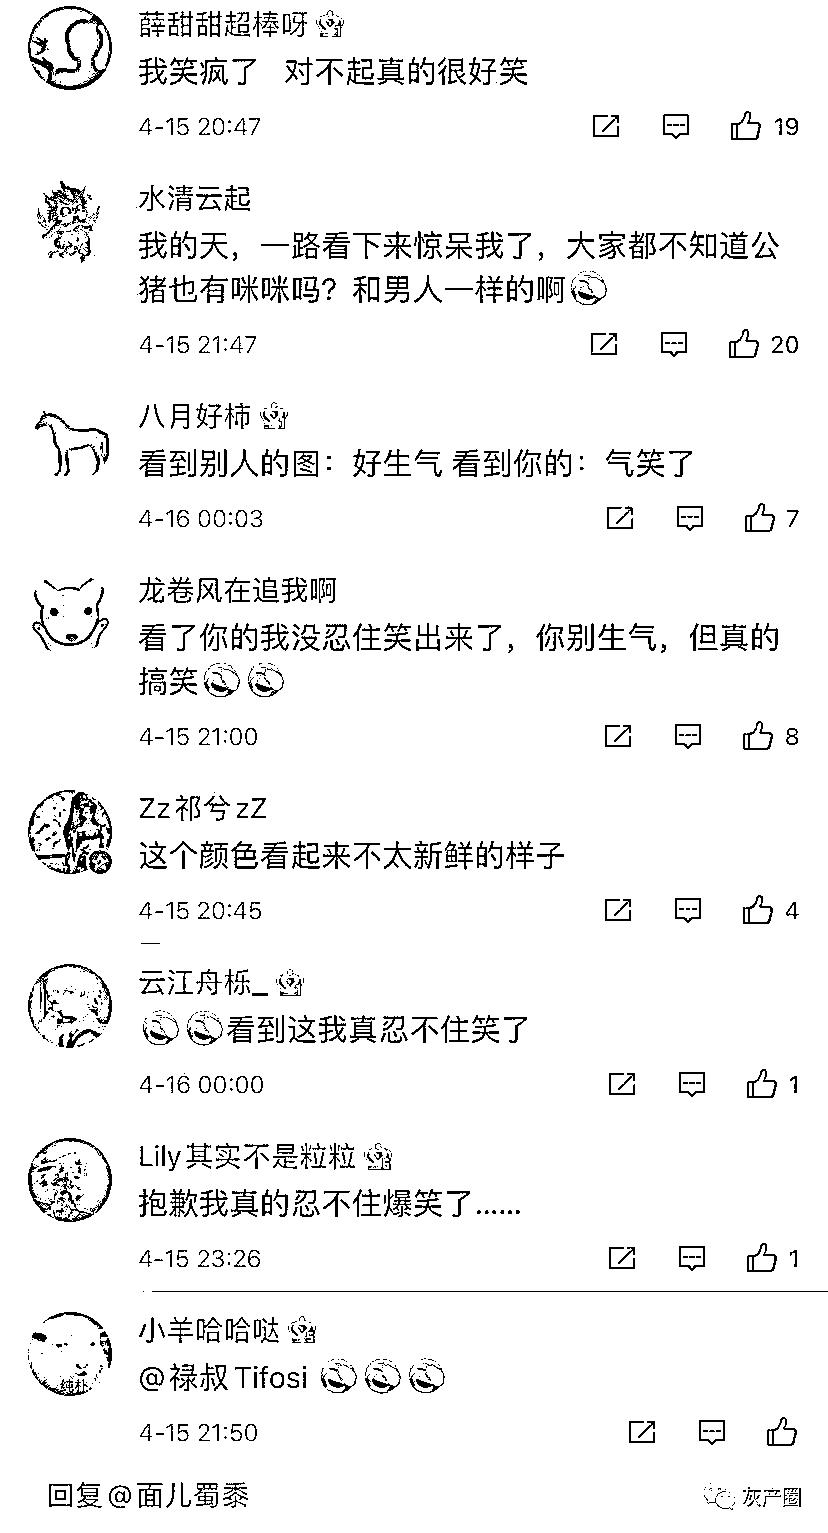 薛甜甜超棒呀
我笑疯了 对不起真的很好笑
4-15 20:47 19
水清云起
我的天，一路看下来惊呆我了，大家都不知道公
猪也有咪咪吗？和男人一样的啊
4-15 21:47 20
八月好柿
看到别人的图：好生气 看到你的：气笑了
4-16 00:03 7
龙卷风在追我啊
看了你的我没忍住笑出来了，你别生气，但真的
搞笑
4-15 21:00 8
Zz祁兮zZ
这个颜色看起来不太新鲜的样子
4-15 20:45 4
云江舟栎_
看到这我真忍不住笑了
4-16 00:00 1
Lily其实不是粒粒
抱歉我真的忍不住爆笑了......
4-15 23:26 1
小羊哈哈哒
纯朴
@禄叔Tifosi
4-15 21:50
回复@面儿蜀黍
灰产圈